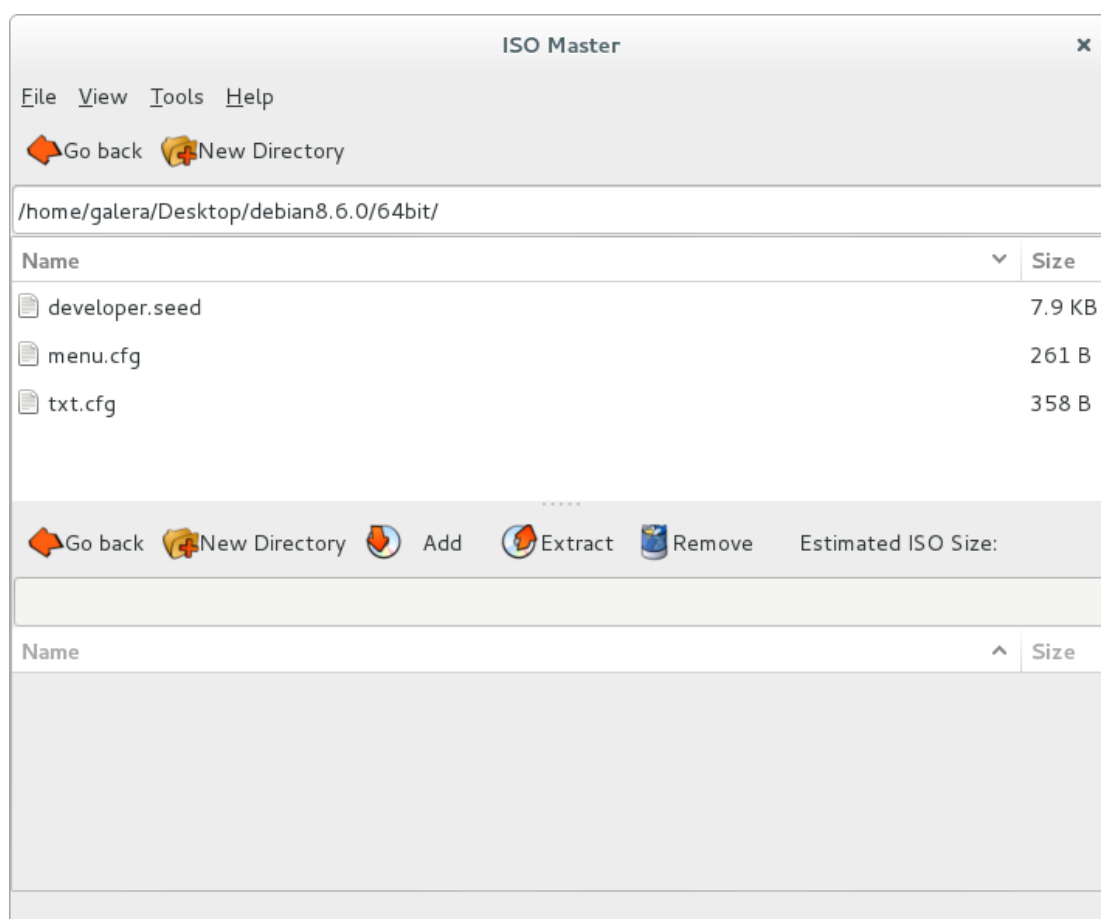 ISO Master
File View Tools Help
Go back New Directory
/home/galera/Desktop/debian8.6.0/64bit/
Name Size
developer.seed 7.9 KB
menu.cfg 261 B
txt.cfg 358 B
Go back New Directory Add Extract Remove Estimated ISO Size:
Name Size